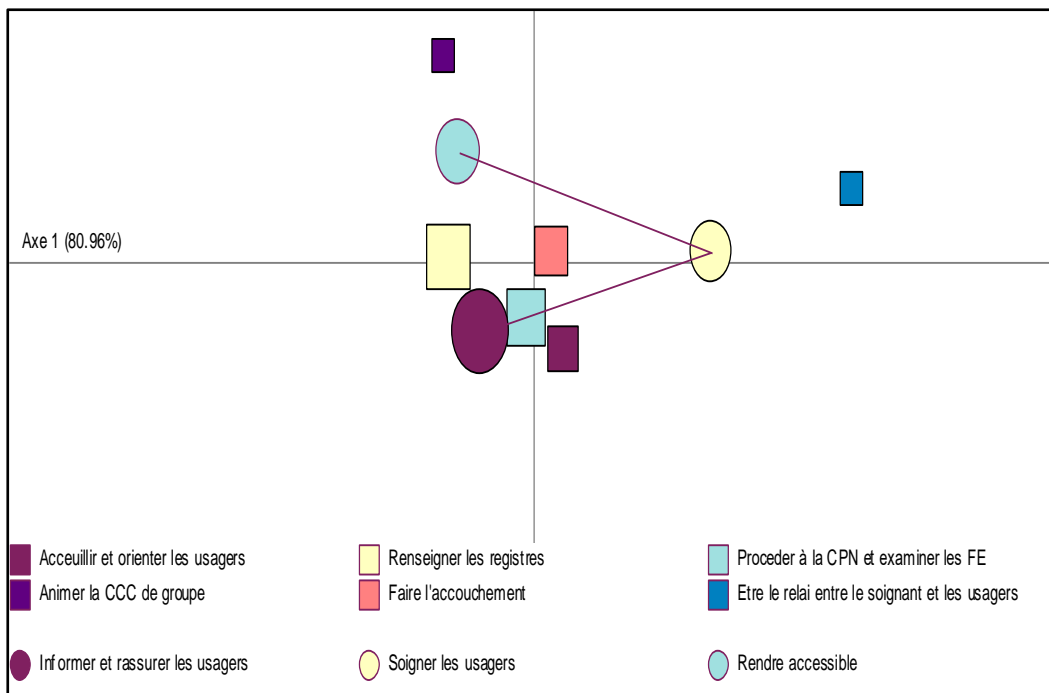 Axe 1 (80.96%)
Acceuillir et orienter les usagers
Renseigner les registres
Proceder à la CPN et examiner les FE
Animer la CCC de groupe
Faire l'accouchement
Etre le relai entre le soignant et les usagers
Informer et rassurer les usagers
Soigner les usagers
Rendre accessible